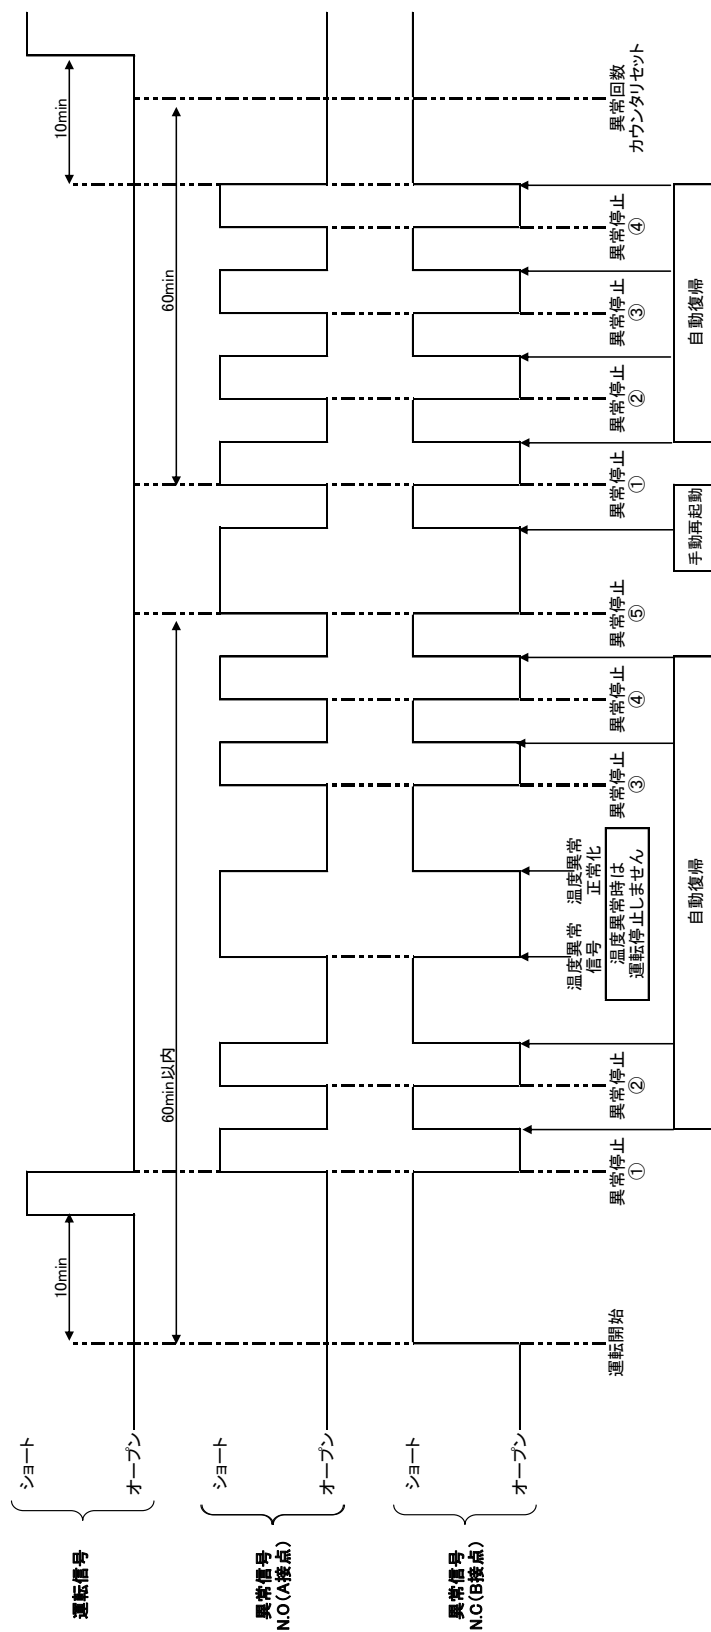 運転信号
ショート
オープン
10min
10min
60min以内
60min
異常信号
N.O(A接点)
ショート
オープン
異常信号
N.C(B接点)
ショート
オープン
運転開始
異常停止
①
異常停止
②
温度異常
信号
温度異常
正常化
温度異常時は
運転停止しません
異常停止
③
異常停止
④
異常停止
⑤
異常停止
①
異常停止
②
異常停止
③
異常停止
④
異常回数
カウンタリセット
自動復帰
手動再起動
自動復帰